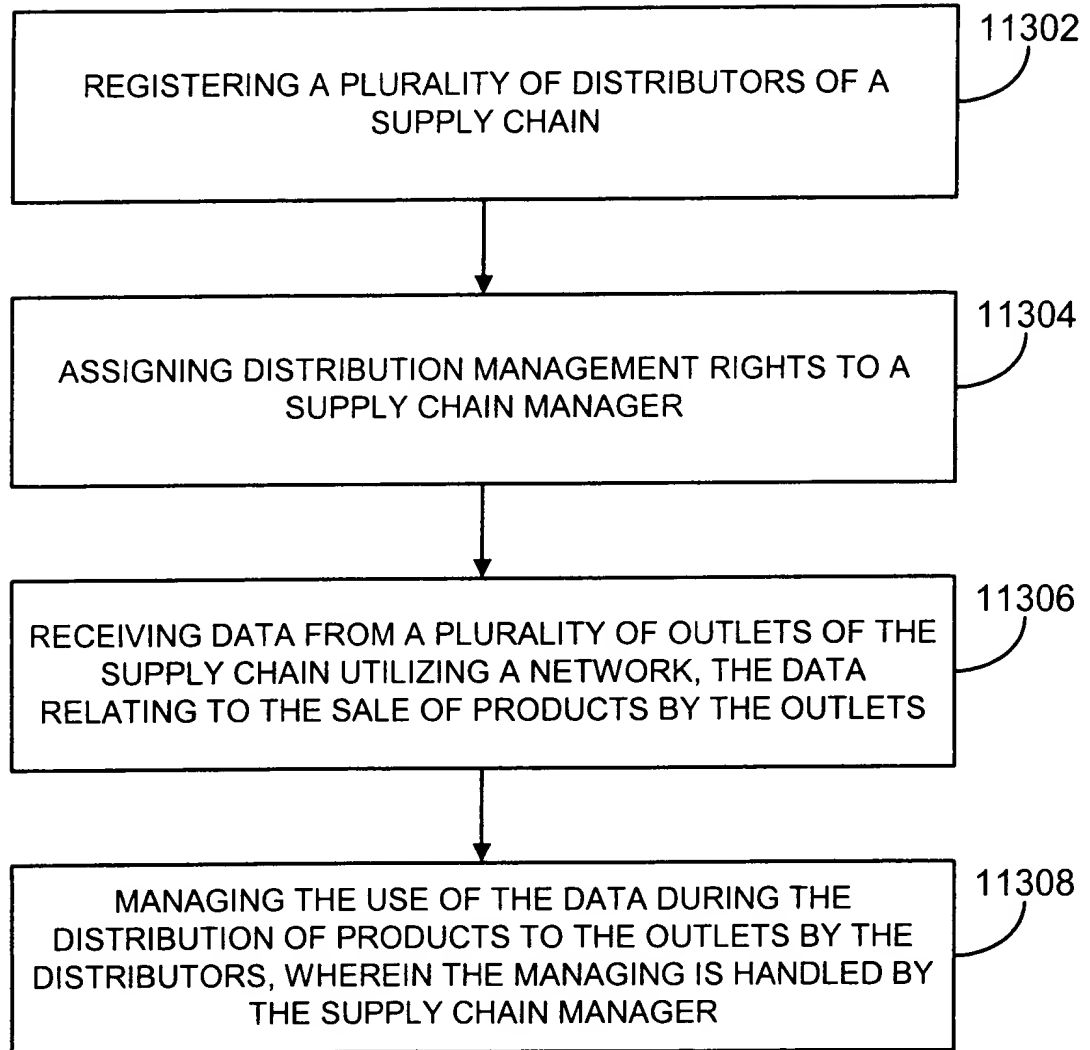 11302
REGISTERING A PLURALITY OF DISTRIBUTORS OF A
SUPPLY CHAIN
11304
ASSIGNING DISTRIBUTION MANAGEMENT RIGHTS TO A
SUPPLY CHAIN MANAGER
11306
RECEIVING DATA FROM A PLURALITY OF OUTLETS OF THE
SUPPLY CHAIN UTILIZING A NETWORK, THE DATA
RELATING TO THE SALE OF PRODUCTS BY THE OUTLETS
11308
MANAGING THE USE OF THE DATA DURING THE
DISTRIBUTION OF PRODUCTS TO THE OUTLETS BY THE
DISTRIBUTORS, WHEREIN THE MANAGING IS HANDLED BY
THE SUPPLY CHAIN MANAGER